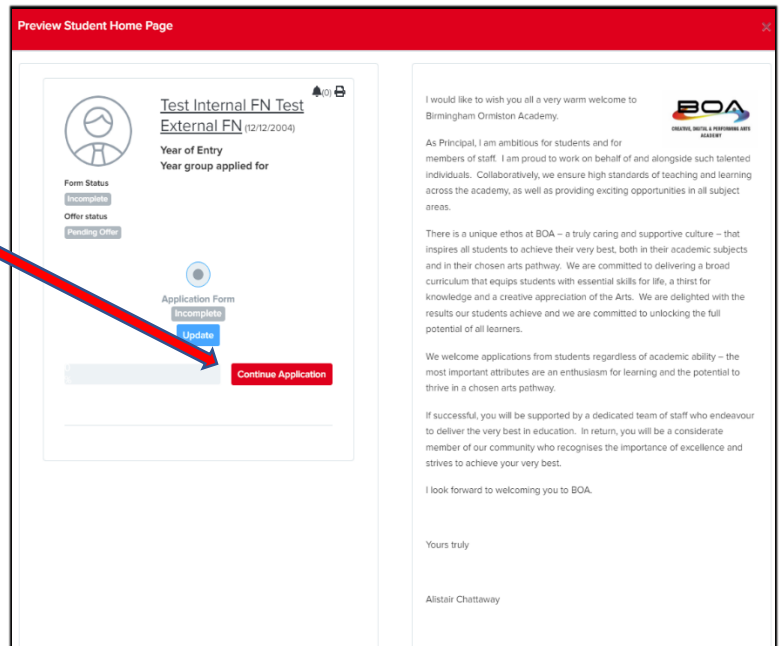 Preview Student Home Page
×
(0)
Test Internal FN Test
External FN (12/12/2004)
Year of Entry
Year group applied for
Form Status
Incomplete
Offer status
Pending Offer
Application Form
Incomplete
Update
Continue Application
BOA
CREATIVE, DIGITAL & PERFORMING ARTS
ACADEMY
I would like to wish you all a very warm welcome to
Birmingham Ormiston Academy.
As Principal, I am ambitious for students and for
members of staff. I am proud to work on behalf of and alongside such talented
individuals. Collaboratively, we ensure high standards of teaching and learning
across the academy, as well as providing exciting opportunities in all subject
areas.
There is a unique ethos at BOA – a truly caring and supportive culture – that
inspires all students to achieve their very best, both in their academic subjects
and in their chosen arts pathway. We are committed to delivering a broad
curriculum that equips students with essential skills for life, a thirst for
knowledge and a creative appreciation of the Arts. We are delighted with the
results our students achieve and we are committed to unlocking the full
potential of all learners.
We welcome applications from students regardless of academic ability – the
most important attributes are an enthusiasm for learning and the potential to
thrive in a chosen arts pathway.
If successful, you will be supported by a dedicated team of staff who endeavour
to deliver the very best in education. In return, you will be a considerate
member of our community who recognises the importance of excellence and
strives to achieve your very best.
I look forward to welcoming you to BOA.
Yours truly
Alistair Chattaway